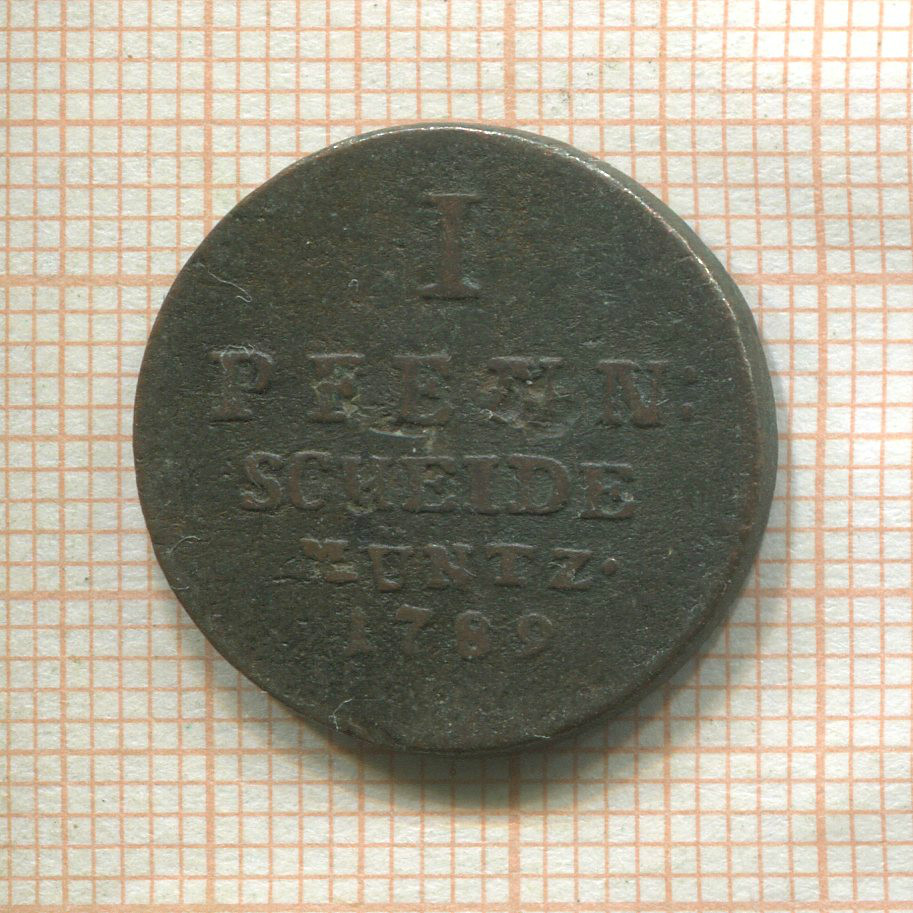 I
PFENN:
SCHEIDE
MUNTZ.
1789